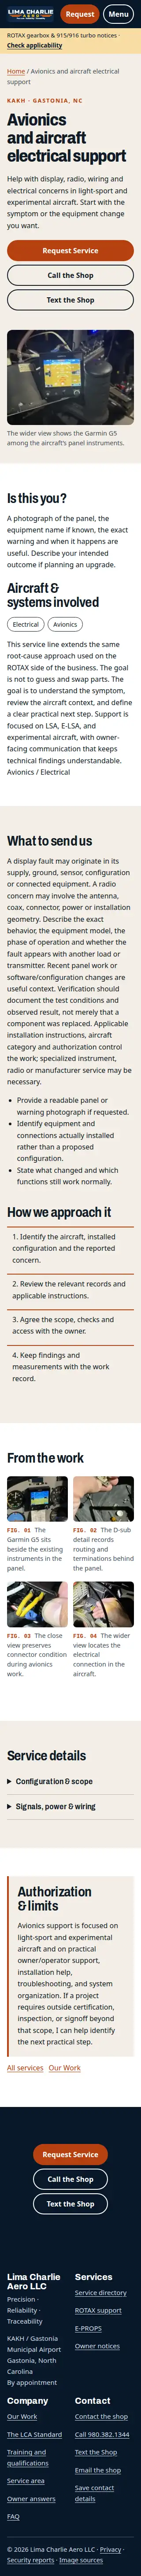 LIMA CHARLIE
AERO
Request
Menu
ROTAX gearbox & 915/916 turbo notices ·
Check applicability
Home / Avionics and aircraft electrical
support
KAKH · GASTONIA, NC
Avionics
and aircraft
electrical support
Help with display, radio, wiring and
electrical concerns in light-sport and
experimental aircraft. Start with the
symptom or the equipment change
you want.
Request Service
Call the Shop
Text the Shop
The wider view shows the Garmin G5
among the aircraft’s panel instruments.
Is this you?
A photograph of the panel, the
equipment name if known, the exact
warning and when it happens are
useful. Describe your intended
outcome if planning an upgrade.
Aircraft &
systems involved
Electrical
Avionics
This service line extends the same
root-cause approach used on the
ROTAX side of the business. The goal
is not to guess and swap parts. The
goal is to understand the symptom,
review the aircraft context, and define
a clear practical next step. Support is
focused on LSA, E-LSA, and
experimental aircraft, with owner-
facing communication that keeps
technical findings understandable.
Avionics / Electrical
What to send us
A display fault may originate in its
supply, ground, sensor, configuration
or connected equipment. A radio
concern may involve the antenna,
coax, connector, power or installation
geometry. Describe the exact
behavior, the equipment model, the
phase of operation and whether the
fault appears with another load or
transmitter. Recent panel work or
software/configuration changes are
useful context. Verification should
document the test conditions and also
observed result, not merely that a
component was replaced. Applicable
installation instructions, aircraft
category and authorization control
the work; specialized instrument,
radio or manufacturer service may be
necessary.
• Provide a readable panel or
warning photograph if requested.
• Identify equipment and
connections actually installed
rather than a proposed
configuration.
• State what changed and which
functions still work normally.
How we approach it
1. Identify the aircraft, installed
configuration and the reported
concern.
2. Review the relevant records and
applicable instructions.
3. Agree the scope, checks and
access with the owner.
4. Keep findings and
measurements with the work
record.
From the work
FIG. 01 The
Garmin G5 sits
beside the existing
instruments in the
panel.
FIG. 02 The D-sub
detail records
routing and
terminations behind
the panel.
FIG. 03 The close
view preserves
connector condition
during avionics
work.
FIG. 04 The wider
view locates the
electrical
connection in the
aircraft.
Service details
Configuration & scope
Signals, power & wiring
Authorization
& limits
Avionics support is focused on
light-sport and experimental
aircraft and on practical
owner/operator support,
installation help,
troubleshooting, and system
organization. If a project
requires outside certification,
inspection, or signoff beyond
that scope, I can help identify
the next practical step.
All services Our Work
Request Service
Call the Shop
Text the Shop
Lima Charlie
Aero LLC
Precision ·
Reliability ·
Traceability
KAKH / Gastonia
Municipal Airport
Gastonia, North
Carolina
By appointment
Services
Service directory
ROTAX support
E-PROPS
Owner notices
Company
Our Work
The LCA Standard
Training and
qualifications
Service area
Owner answers
FAQ
Contact
Contact the shop
Call 980.382.1344
Text the Shop
Email the shop
Save contact
details
© 2026 Lima Charlie Aero LLC · Privacy ·
Security reports · Image sources